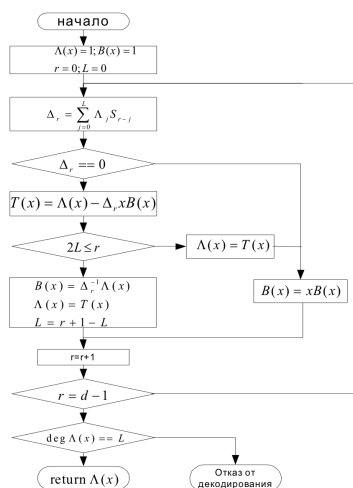 начало
Λ(x)=1; B(x)=1
r=0; L=0
Δ_r = ∑_{j=0}^{L} Λ_j S_{r-j}
Δ_r == 0
T(x) = Λ(x) − Δ_r xB(x)
2L ≤ r
Λ(x) = T(x)
B(x) = Δ_r^{-1} Λ(x)
Λ(x) = T(x)
L = r + 1 − L
B(x) = xB(x)
r=r+1
r = d − 1
deg Λ(x) == L
return Λ(x)
Отказ от
декодирования